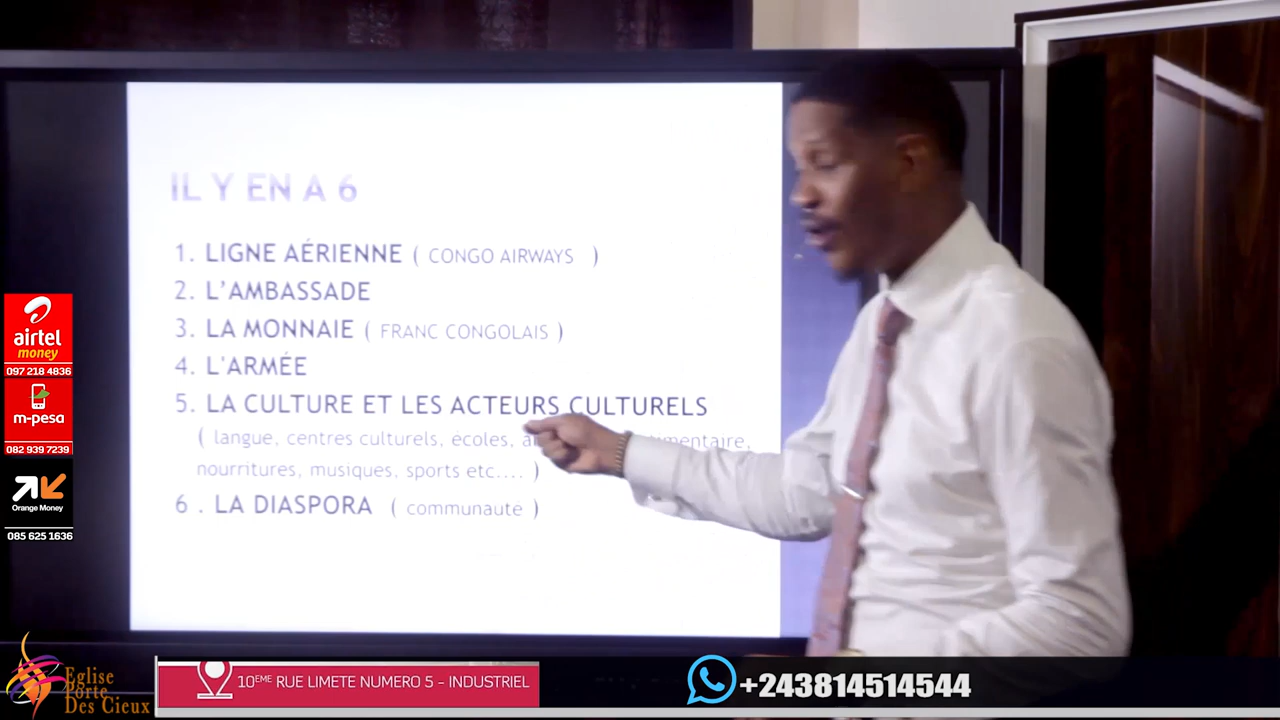 IL Y EN A 6
1. LIGNE AÉRIENNE ( CONGO AIRWAYS )
2. L'AMBASSADE
3. LA MONNAIE ( FRANC CONGOLAIS )
4. L'ARMÉE
5. LA CULTURE ET LES ACTEURS CULTURELS
( langue, centres culturels, écoles,
nourritures, musiques, sports etc.... )
6 . LA DIASPORA ( communauté )
airtel
money
097 218 4836
m-pesa
082 939 7239
Orange Money
085 625 1636
Eglise
Porte
Des Cieux
10EME RUE LIMETE NUMERO 5 - INDUSTRIEL
+243814514544